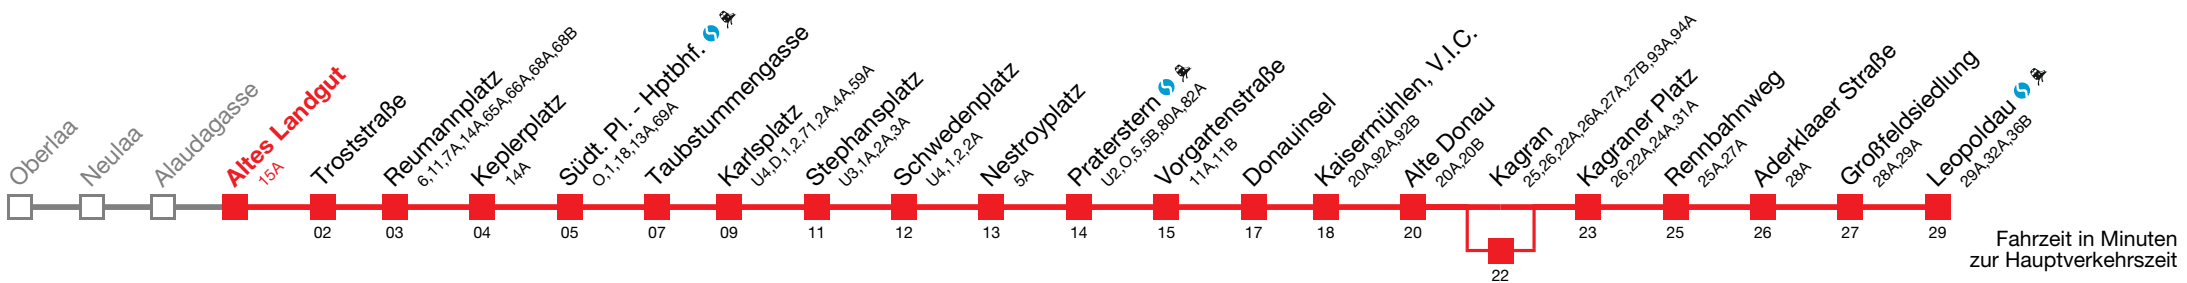 Oberlaa
Neulaa
Alaudagasse
Altes Landgut
15A
Troststraße
02
Reumannplatz
6,11,7A,14A,65A,66A,68A,68B
03
Keplerplatz
14A
04
Südt. Pl. - Hptbhf.
O,1,18,13A,69A
05
Taubstummengasse
07
Karlsplatz
U4,D,1,2,71,2A,4A,59A
09
Stephansplatz
U3,1A,2A,3A
11
Schwedenplatz
U4,1,2,2A
12
Nestroyplatz
5A
13
Praterstern
U2,O,5,5B,80A,82A
14
Vorgartenstraße
11A,11B
15
Donauinsel
17
Kaisermühlen, V.I.C.
20A,92A,92B
18
Alte Donau
20A,20B
20
Kagran
25,26,22A,26A,27A,27B,93A,94A
22
Kagraner Platz
26,22A,24A,31A
23
Rennbahnweg
25A,27A
25
Aderklaaer Straße
28A
26
Großfeldsiedlung
28A,29A
27
Leopoldau
29A,32A,36B
29
Fahrzeit in Minuten
zur Hauptverkehrszeit